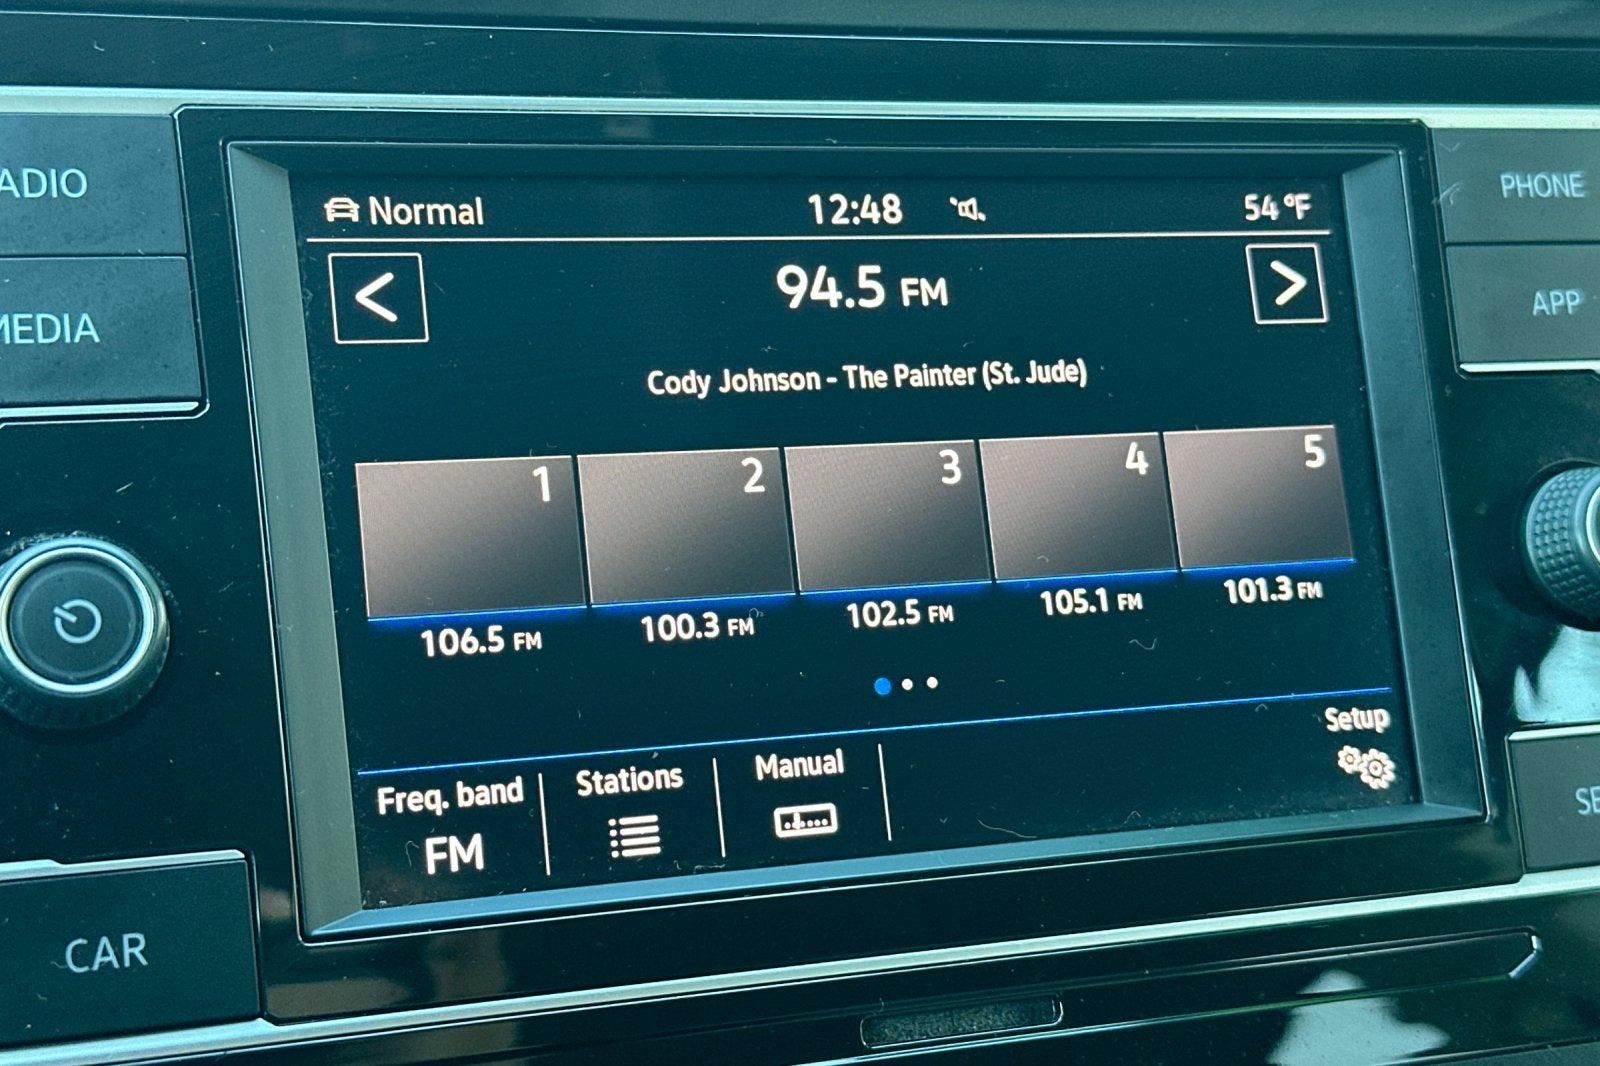 ADIO
MEDIA
CAR
Normal
12:48
54 °F
<
94.5 FM
>
Cody Johnson - The Painter (St. Jude)
1
2
3
4
5
106.5 FM
100.3 FM
102.5 FM
105.1 FM
101.3 FM
Freq. band
FM
Stations
Manual
Setup
PHONE
APP
SE